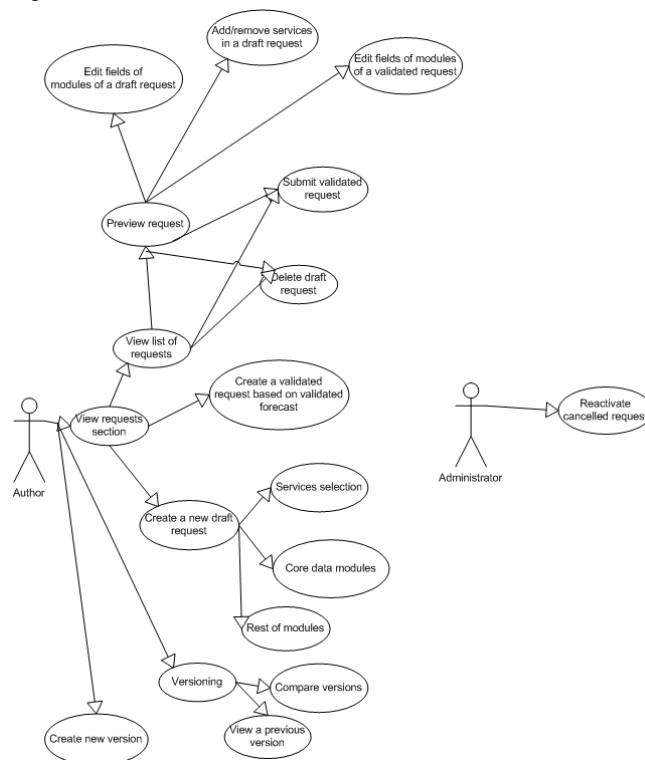 Add/remove services
in a draft request
Edit fields of modules
of a validated request
Edit fields of
modules of a draft request
Submit validated
request
Preview request
Delete draft
request
View list of
requests
Create a validated
request based on validated
forecast
View requests
section
Author
Reactivate
cancelled request
Administrator
Services selection
Create a new draft
request
Core data modules
Rest of modules
Versioning
Compare versions
View a previous
version
Create new version